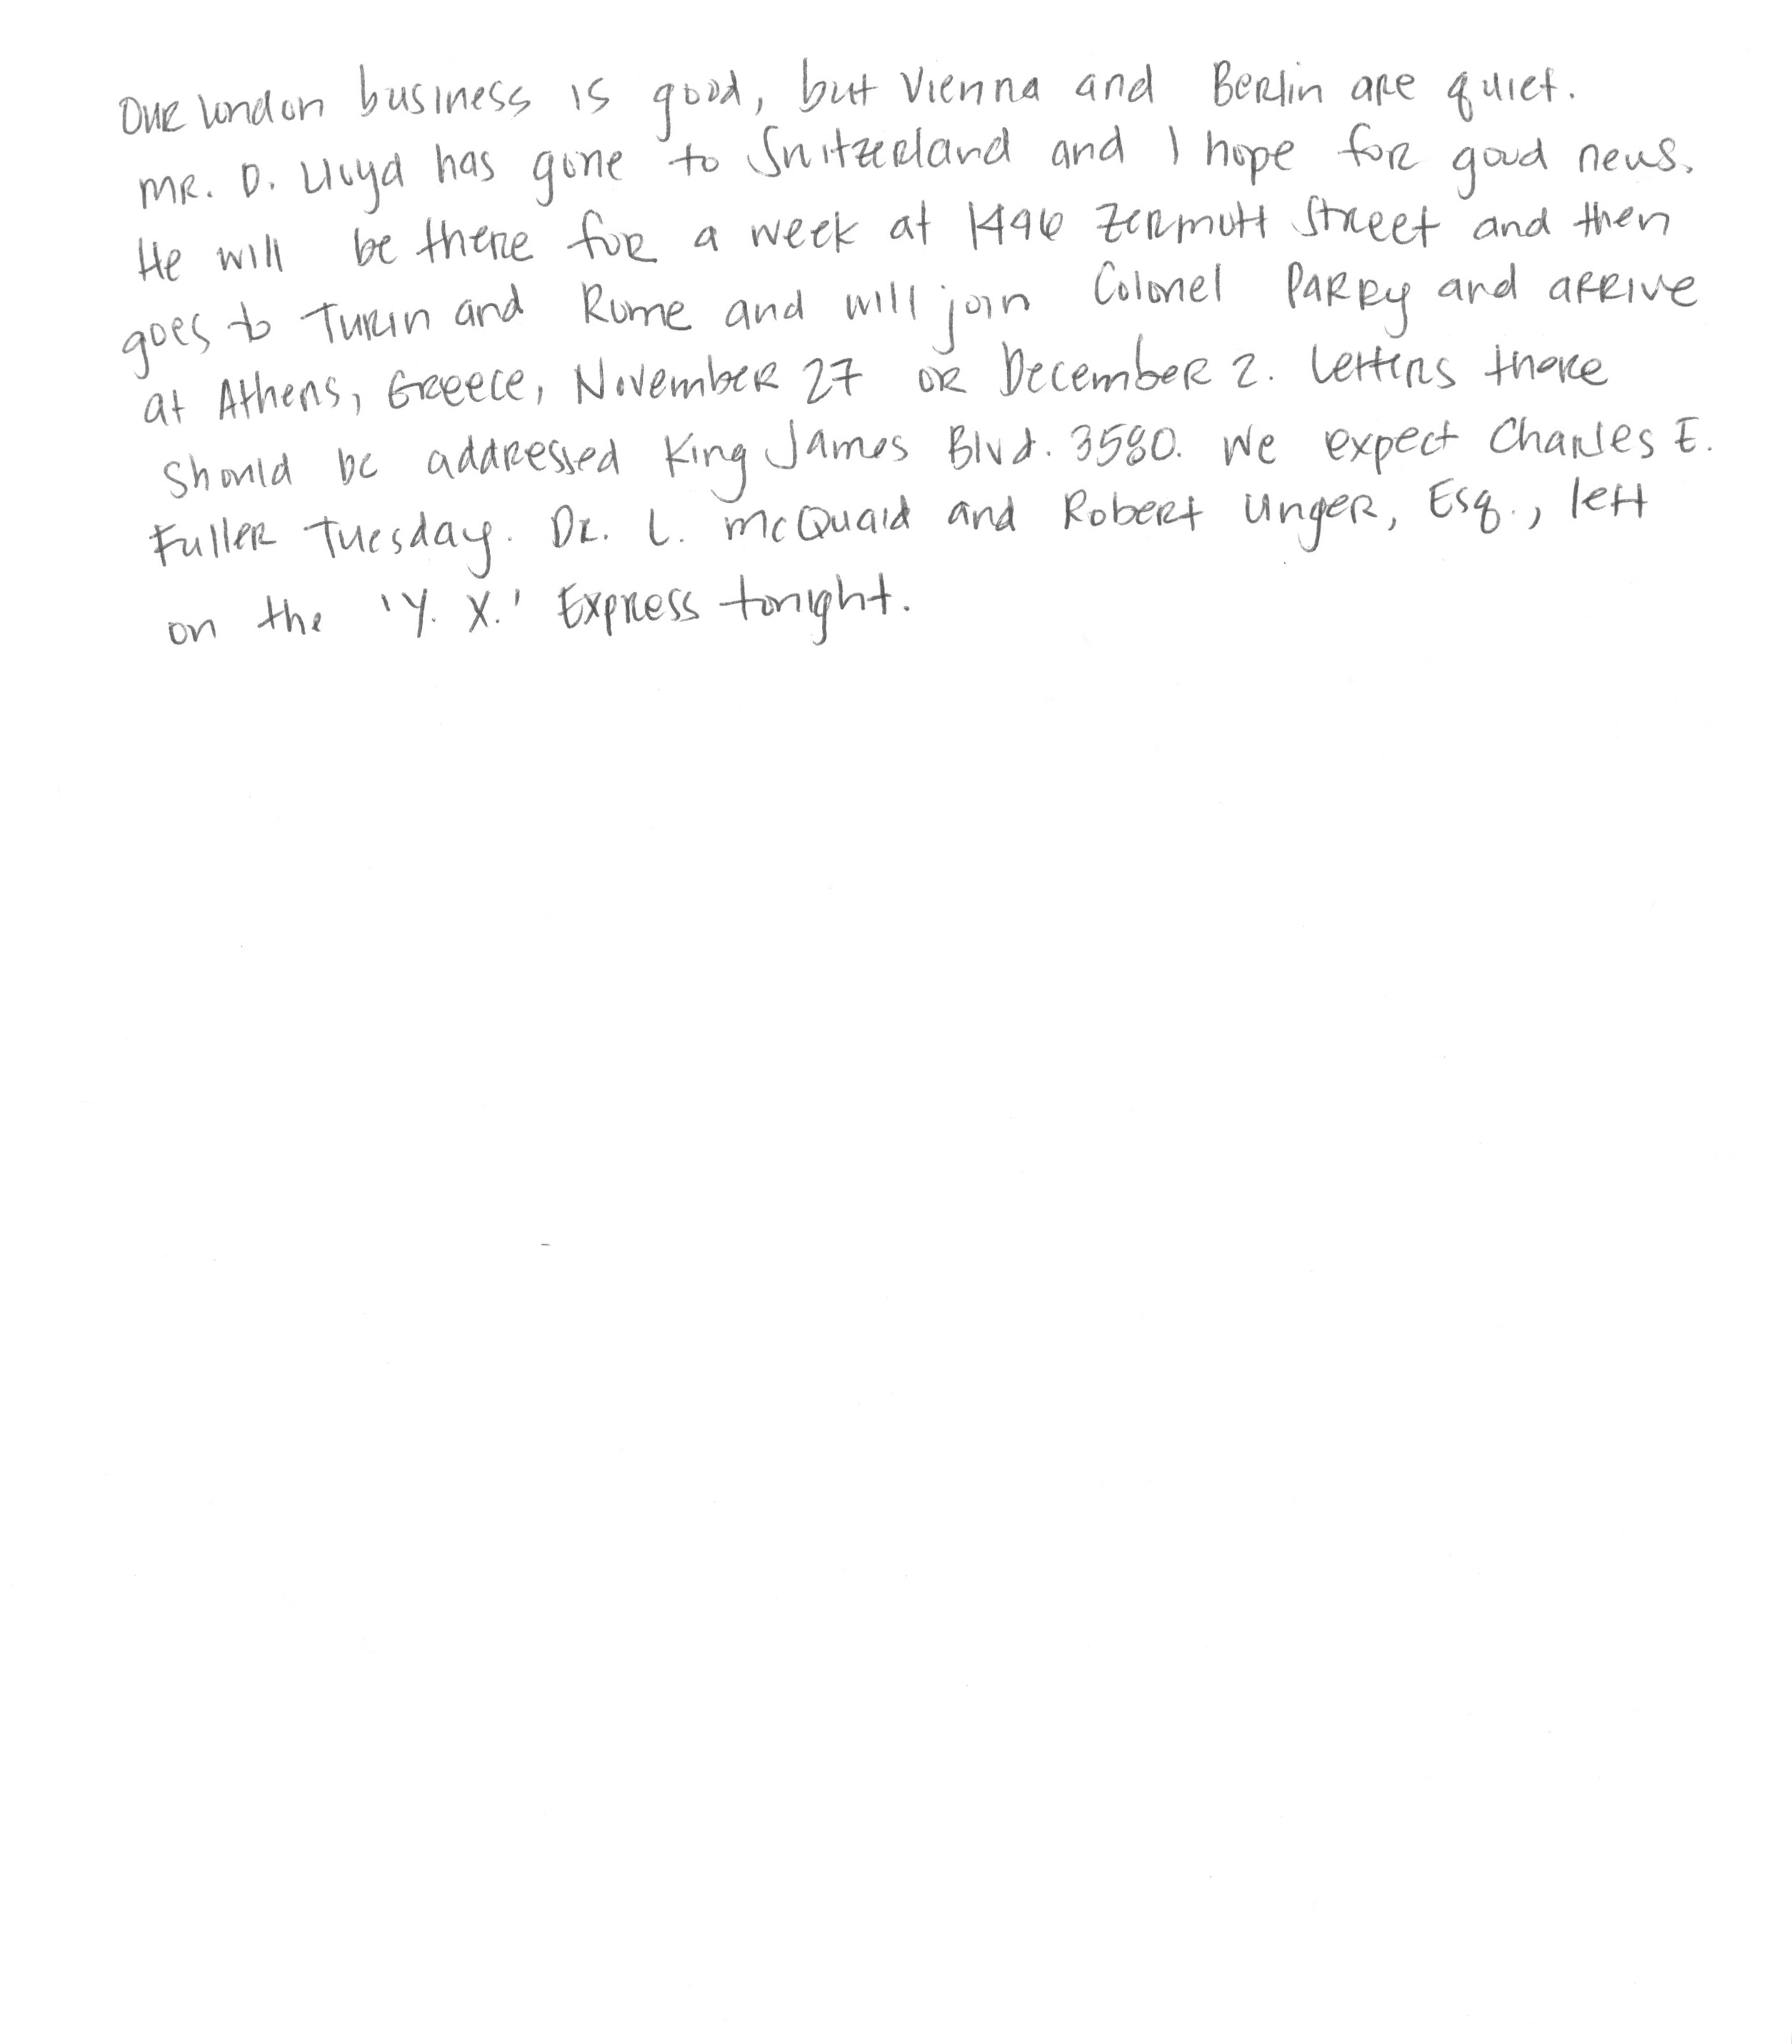 Our London business is good, but Vienna and Berlin are quiet.
Mr. D. Lloyd has gone to Switzerland and I hope for good news.
He will be there for a week at 1496 Zermott Street and then
goes to Turin and Rome and will join Colonel Parry and arrive
at Athens, Greece, November 27 or December 2. Letters there
should be addressed King James Blvd. 3580. We expect Charles E.
Fuller Tuesday. Dr. L. McQuaid and Robert Unger, Esq., left
on the 'Y. X.' Express tonight.